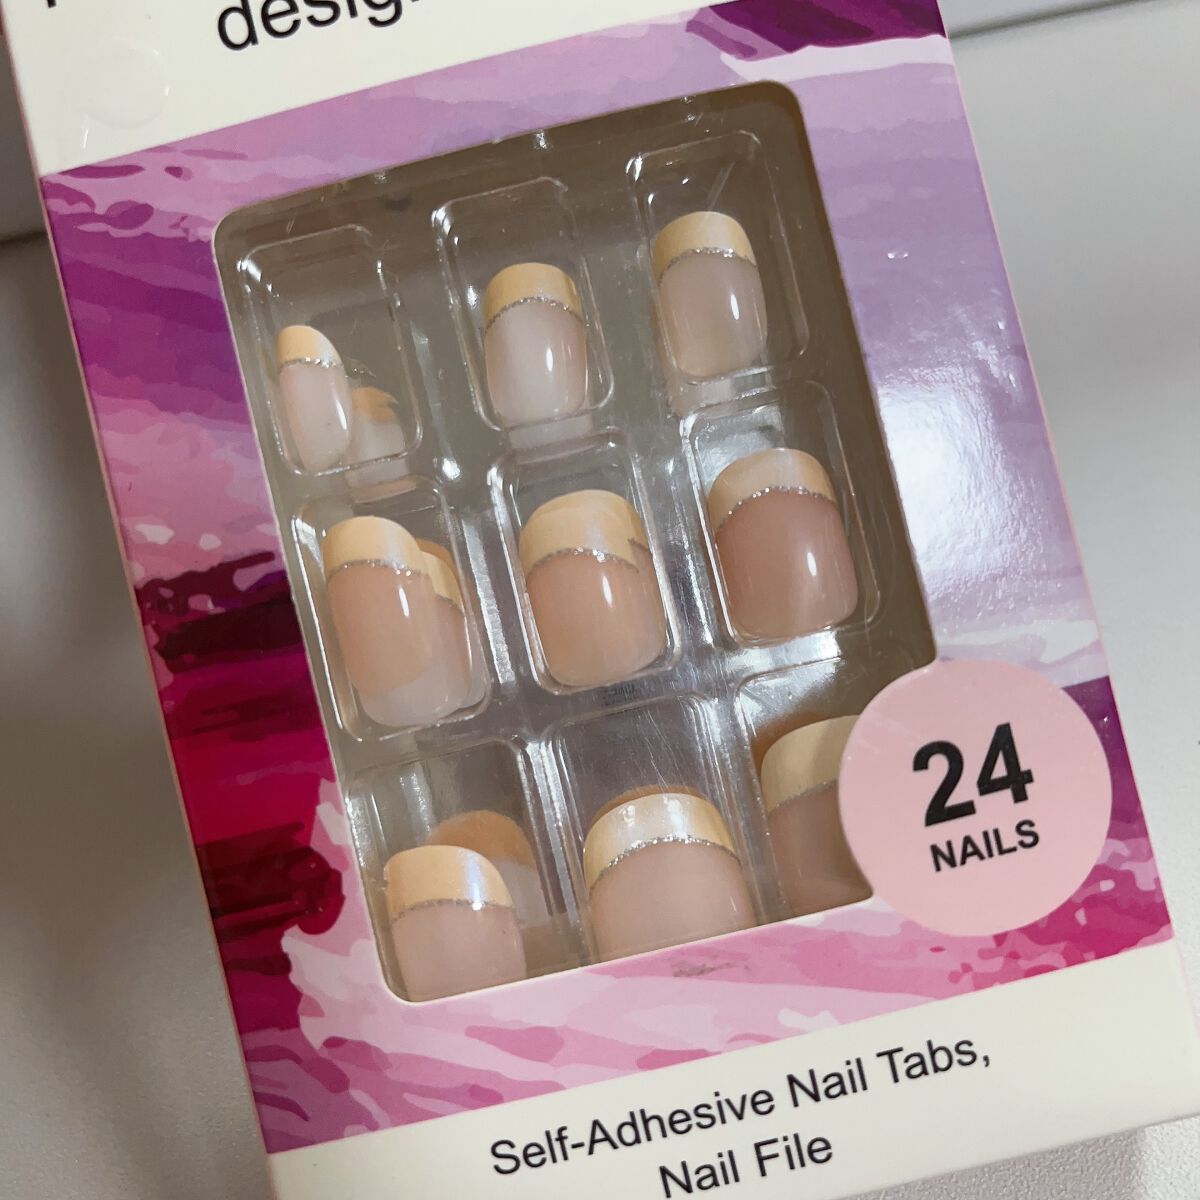 24
NAILS
Self-Adhesive Nail Tabs,
Nail File